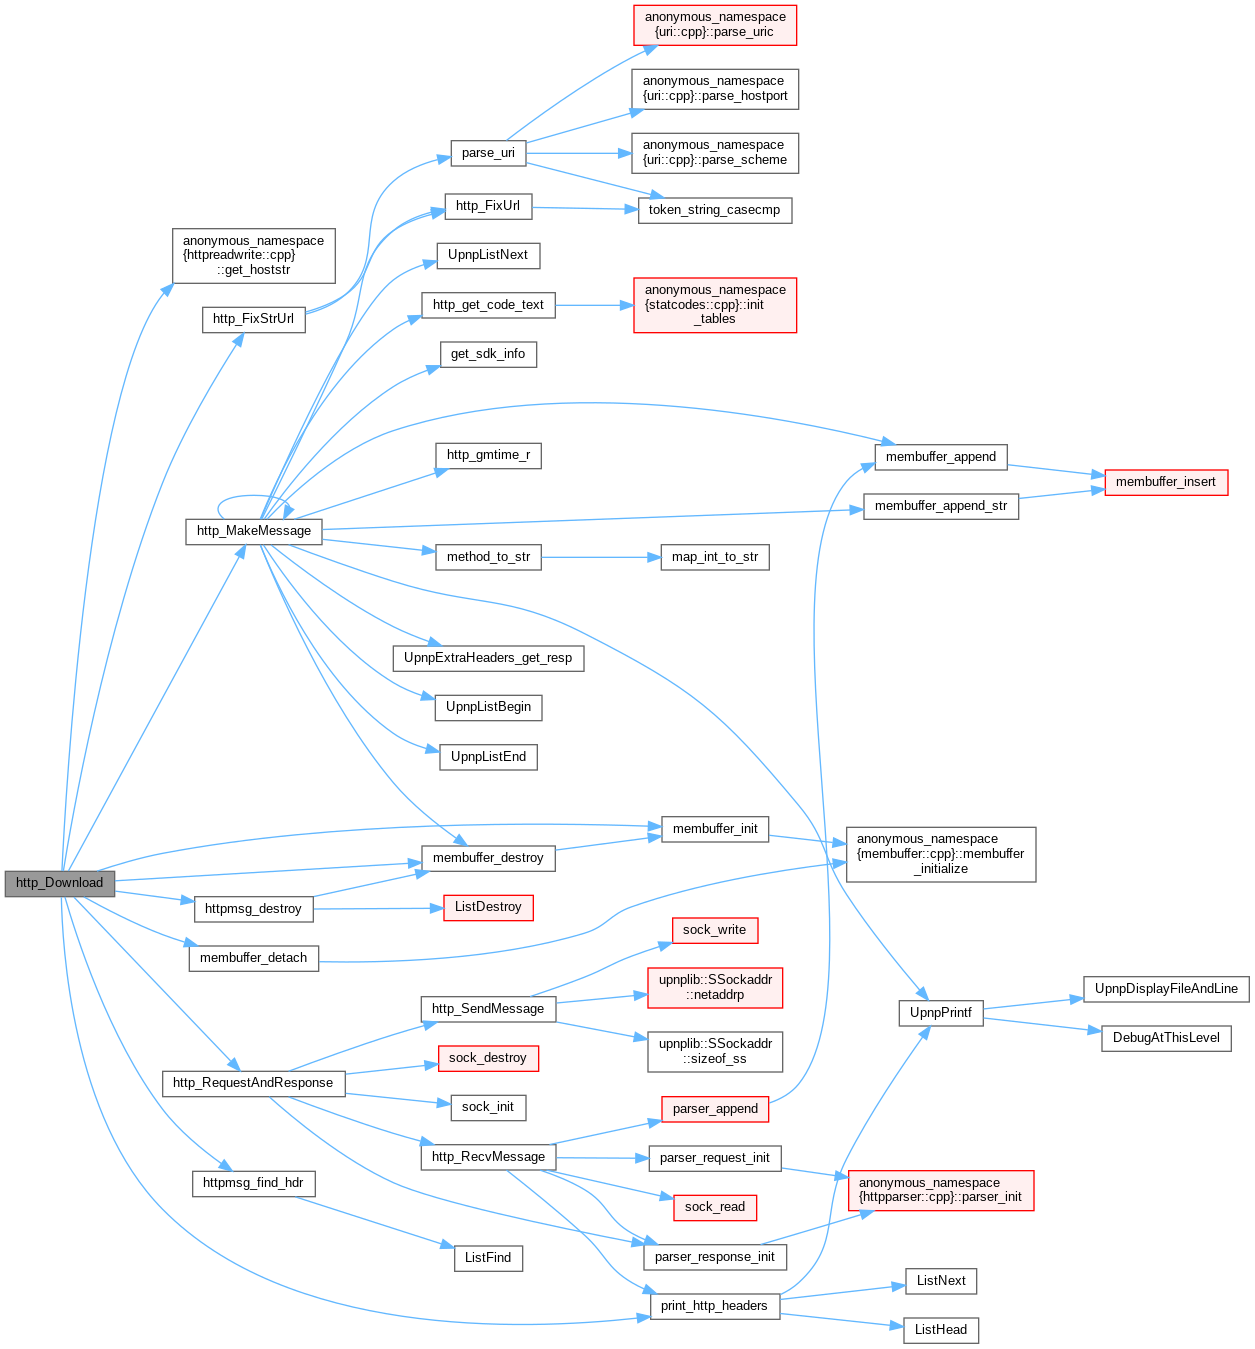 anonymous_namespace
{uri::cpp}::parse_uric
anonymous_namespace
{uri::cpp}::parse_hostport
anonymous_namespace
{uri::cpp}::parse_scheme
parse_uri
token_string_casecmp
http_FixUrl
anonymous_namespace
{httpreadwrite::cpp}
::get_hoststr
UpnpListNext
http_FixStrUrl
http_get_code_text
anonymous_namespace
{statcodes::cpp}::init
_tables
get_sdk_info
http_gmtime_r
membuffer_append
membuffer_insert
membuffer_append_str
http_MakeMessage
method_to_str
map_int_to_str
UpnpExtraHeaders_get_resp
UpnpListBegin
UpnpListEnd
membuffer_init
membuffer_destroy
anonymous_namespace
{membuffer::cpp}::membuffer
_initialize
http_Download
httpmsg_destroy
ListDestroy
membuffer_detach
sock_write
upnplib::SSockaddr
::netaddrp
http_SendMessage
upnplib::SSockaddr
::sizeof_ss
UpnpPrintf
UpnpDisplayFileAndLine
DebugAtThisLevel
sock_destroy
http_RequestAndResponse
sock_init
parser_append
http_RecvMessage
parser_request_init
anonymous_namespace
{httpparser::cpp}::parser_init
httpmsg_find_hdr
sock_read
ListFind
parser_response_init
print_http_headers
ListNext
ListHead